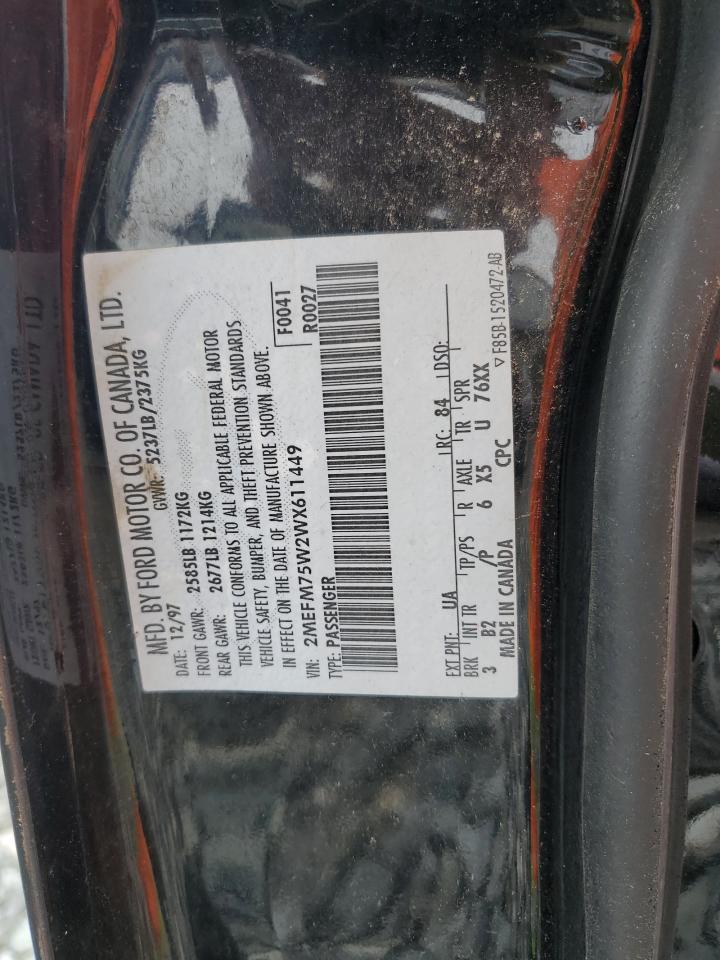 MFD. BY FORD MOTOR CO. OF CANADA, LTD.
DATE: 12/97 GVWR: 5237LB/2375KG
FRONT GAWR: 2585LB 1172KG
REAR GAWR: 2677LB 1214KG
THIS VEHICLE CONFORMS TO ALL APPLICABLE FEDERAL MOTOR
VEHICLE SAFETY, BUMPER, AND THEFT PREVENTION STANDARDS
IN EFFECT ON THE DATE OF MANUFACTURE SHOWN ABOVE.
VIN: 2MEFM75W2WX611449 F0041
TYPE: PASSENGER R0027
EXT PNT: UA RC: 84 DSO:
BRK INT TR TP/PS R AXLE TR SPR
3 B2 /P 6 X5 U 76XX
MADE IN CANADA CPC
▽F85B-1520472-AB